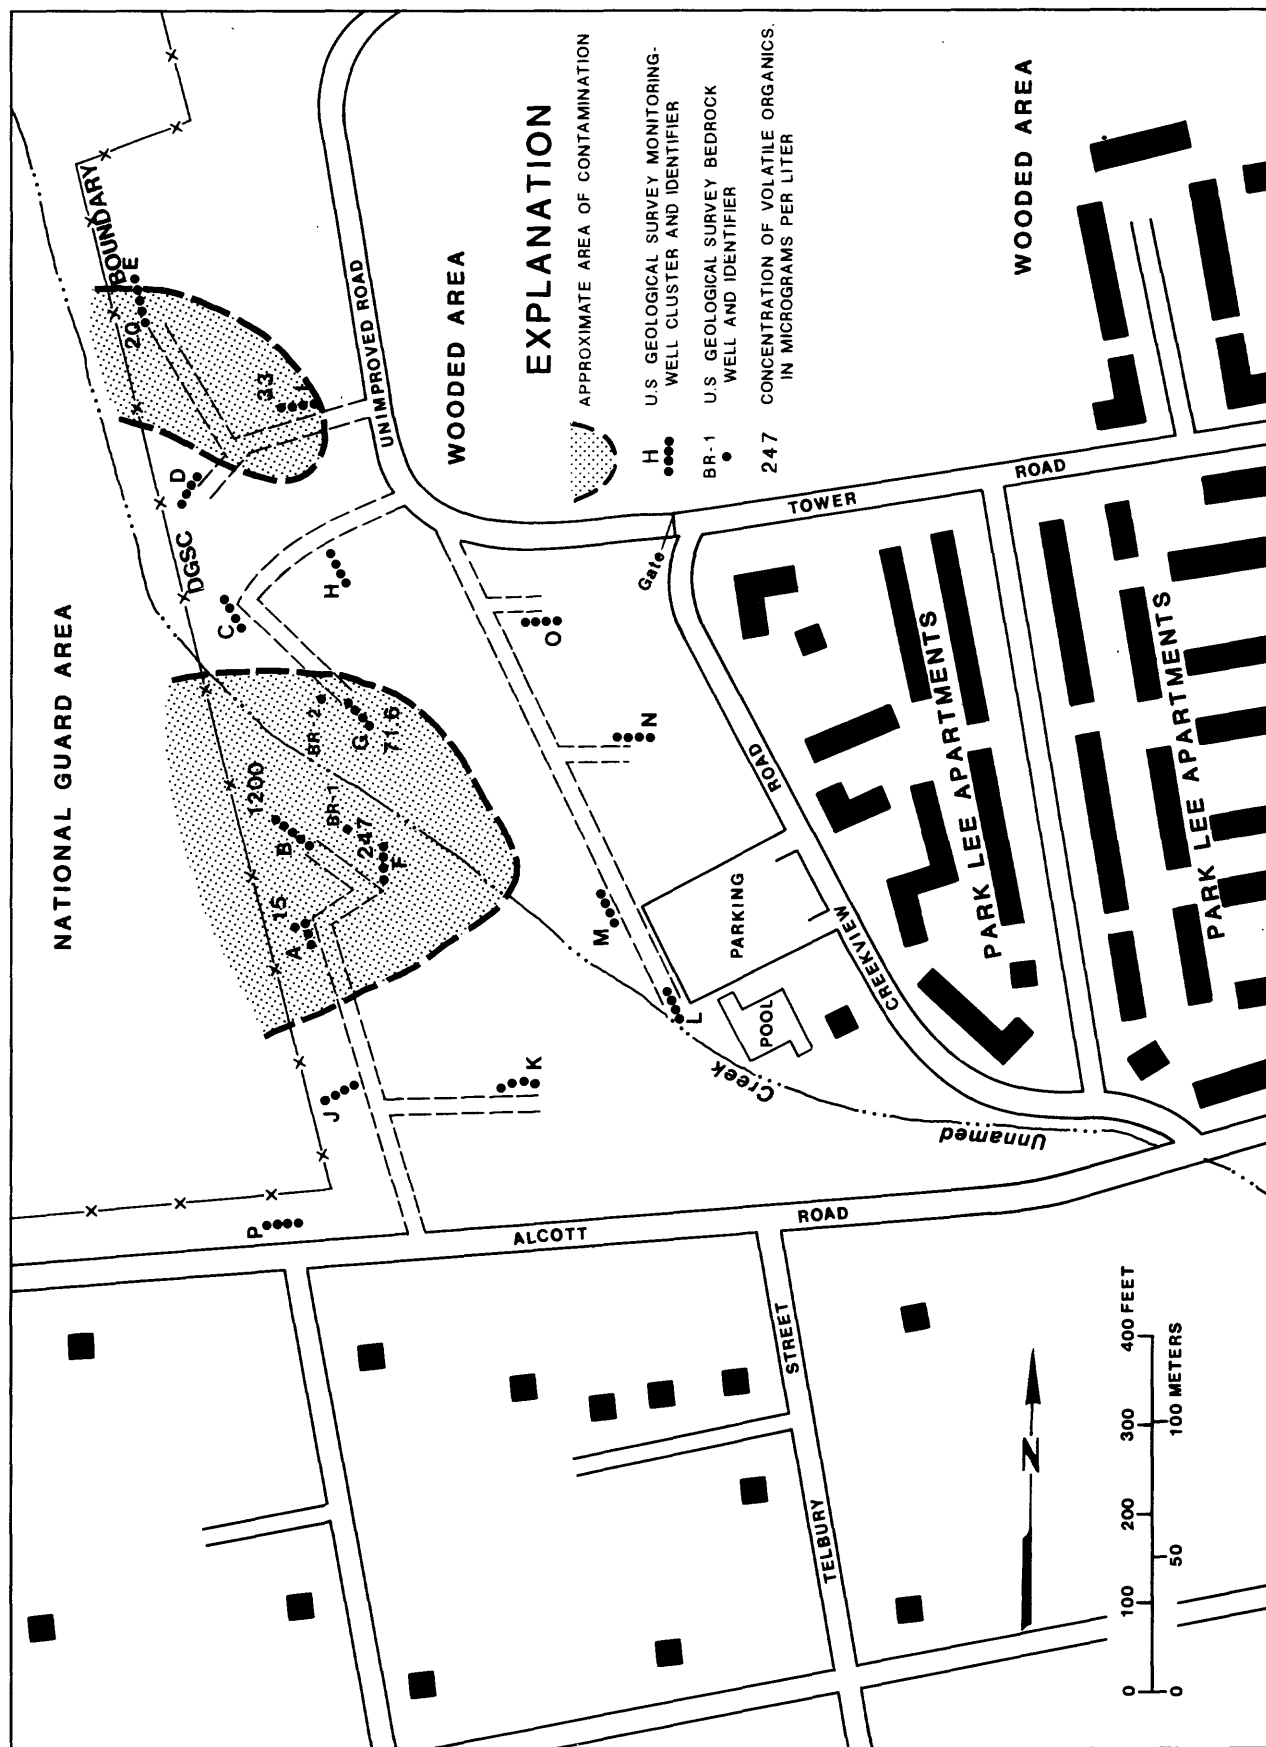 NATIONAL GUARD AREA
DGSC
BOUNDARY
UNIMPROVED ROAD
WOODED AREA
EXPLANATION
APPROXIMATE AREA OF CONTAMINATION
H
U.S GEOLOGICAL SURVEY MONITORING-
WELL CLUSTER AND IDENTIFIER
BR-1
U.S GEOLOGICAL SURVEY BEDROCK
WELL AND IDENTIFIER
247
CONCENTRATION OF VOLATILE ORGANICS.
IN MICROGRAMS PER LITER
WOODED AREA
P
J
K
A
15
B
1200
BR-1
247
F
BR-2
G
716
C
D
H
20
E
33
I
L
M
N
O
Gate
TOWER
ROAD
CREEKVIEW
ROAD
PARKING
POOL
Unnamed
Creek
PARK LEE APARTMENTS
PARK LEE APARTMENTS
ALCOTT
ROAD
TELBURY
STREET
N
0 100 200 300 400 FEET
0 50 100 METERS